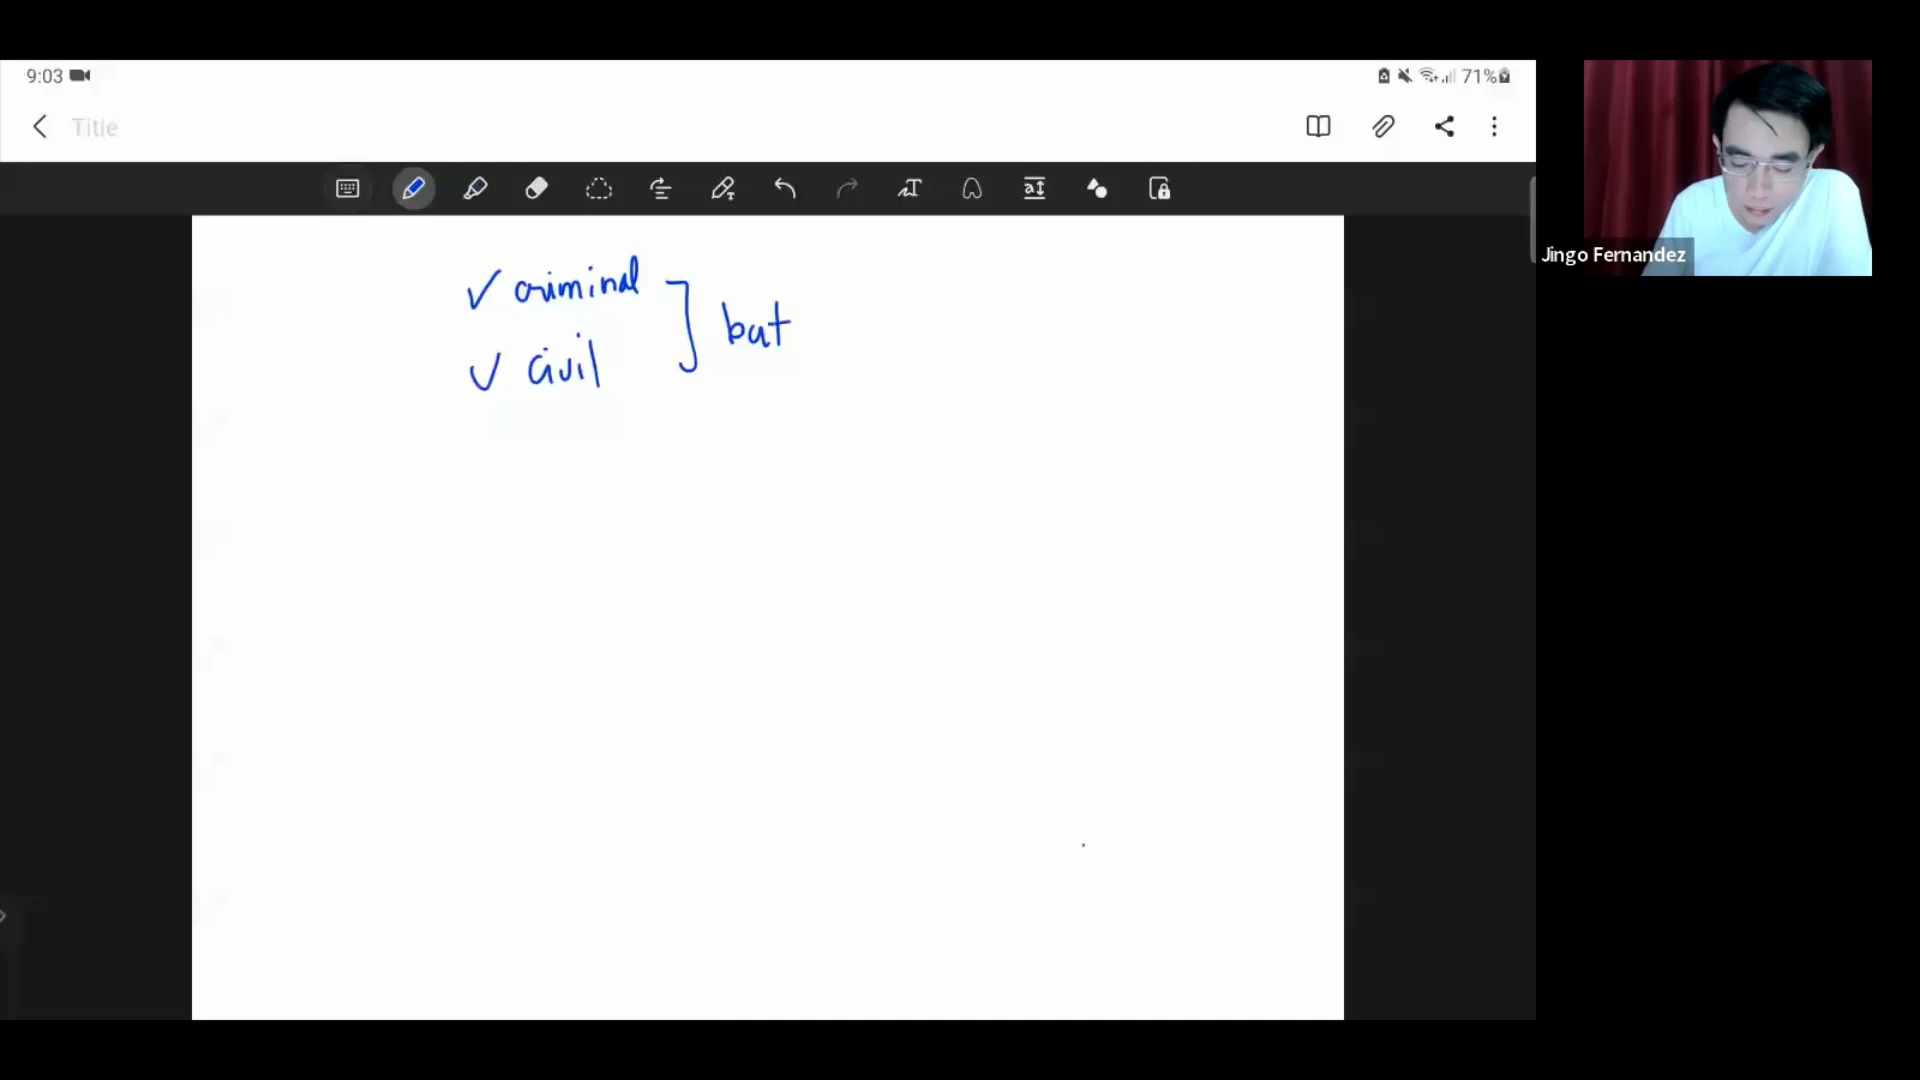 9:03
71%
Title
Jingo Fernandez
✓ criminal
✓ civil
but